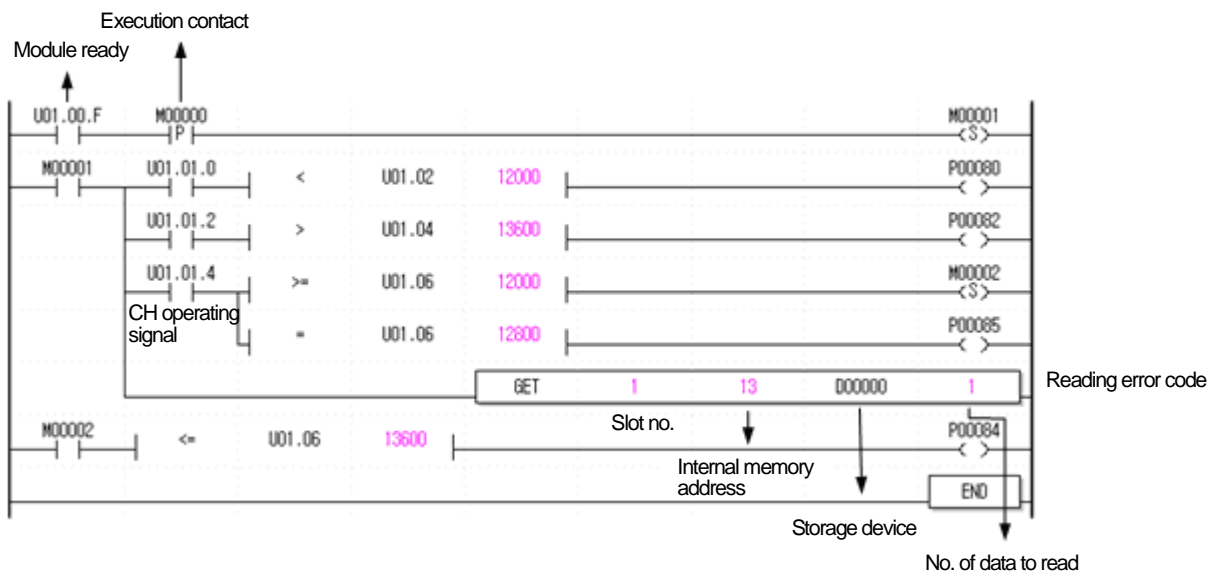 Execution contact
Module ready
U01.00.F M00000 M00001
P S
M00001 U01.01.0 < U01.02 12000 P00080
U01.01.2 > U01.04 13600 P00082
U01.01.4 >= U01.06 12000 M00002
S
CH operating
signal
= U01.06 12800 P00085
GET 1 13 D00000 1 Reading error code
Slot no.
M00002 <= U01.06 13600 P00084
Internal memory
address
END
Storage device
No. of data to read